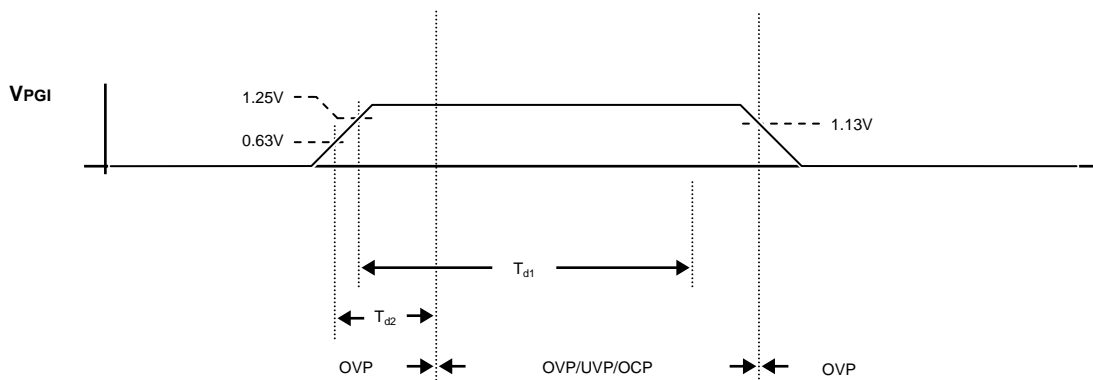 VPGI
1.25V
0.63V
1.13V
Td1
Td2
OVP
OVP/UVP/OCP
OVP